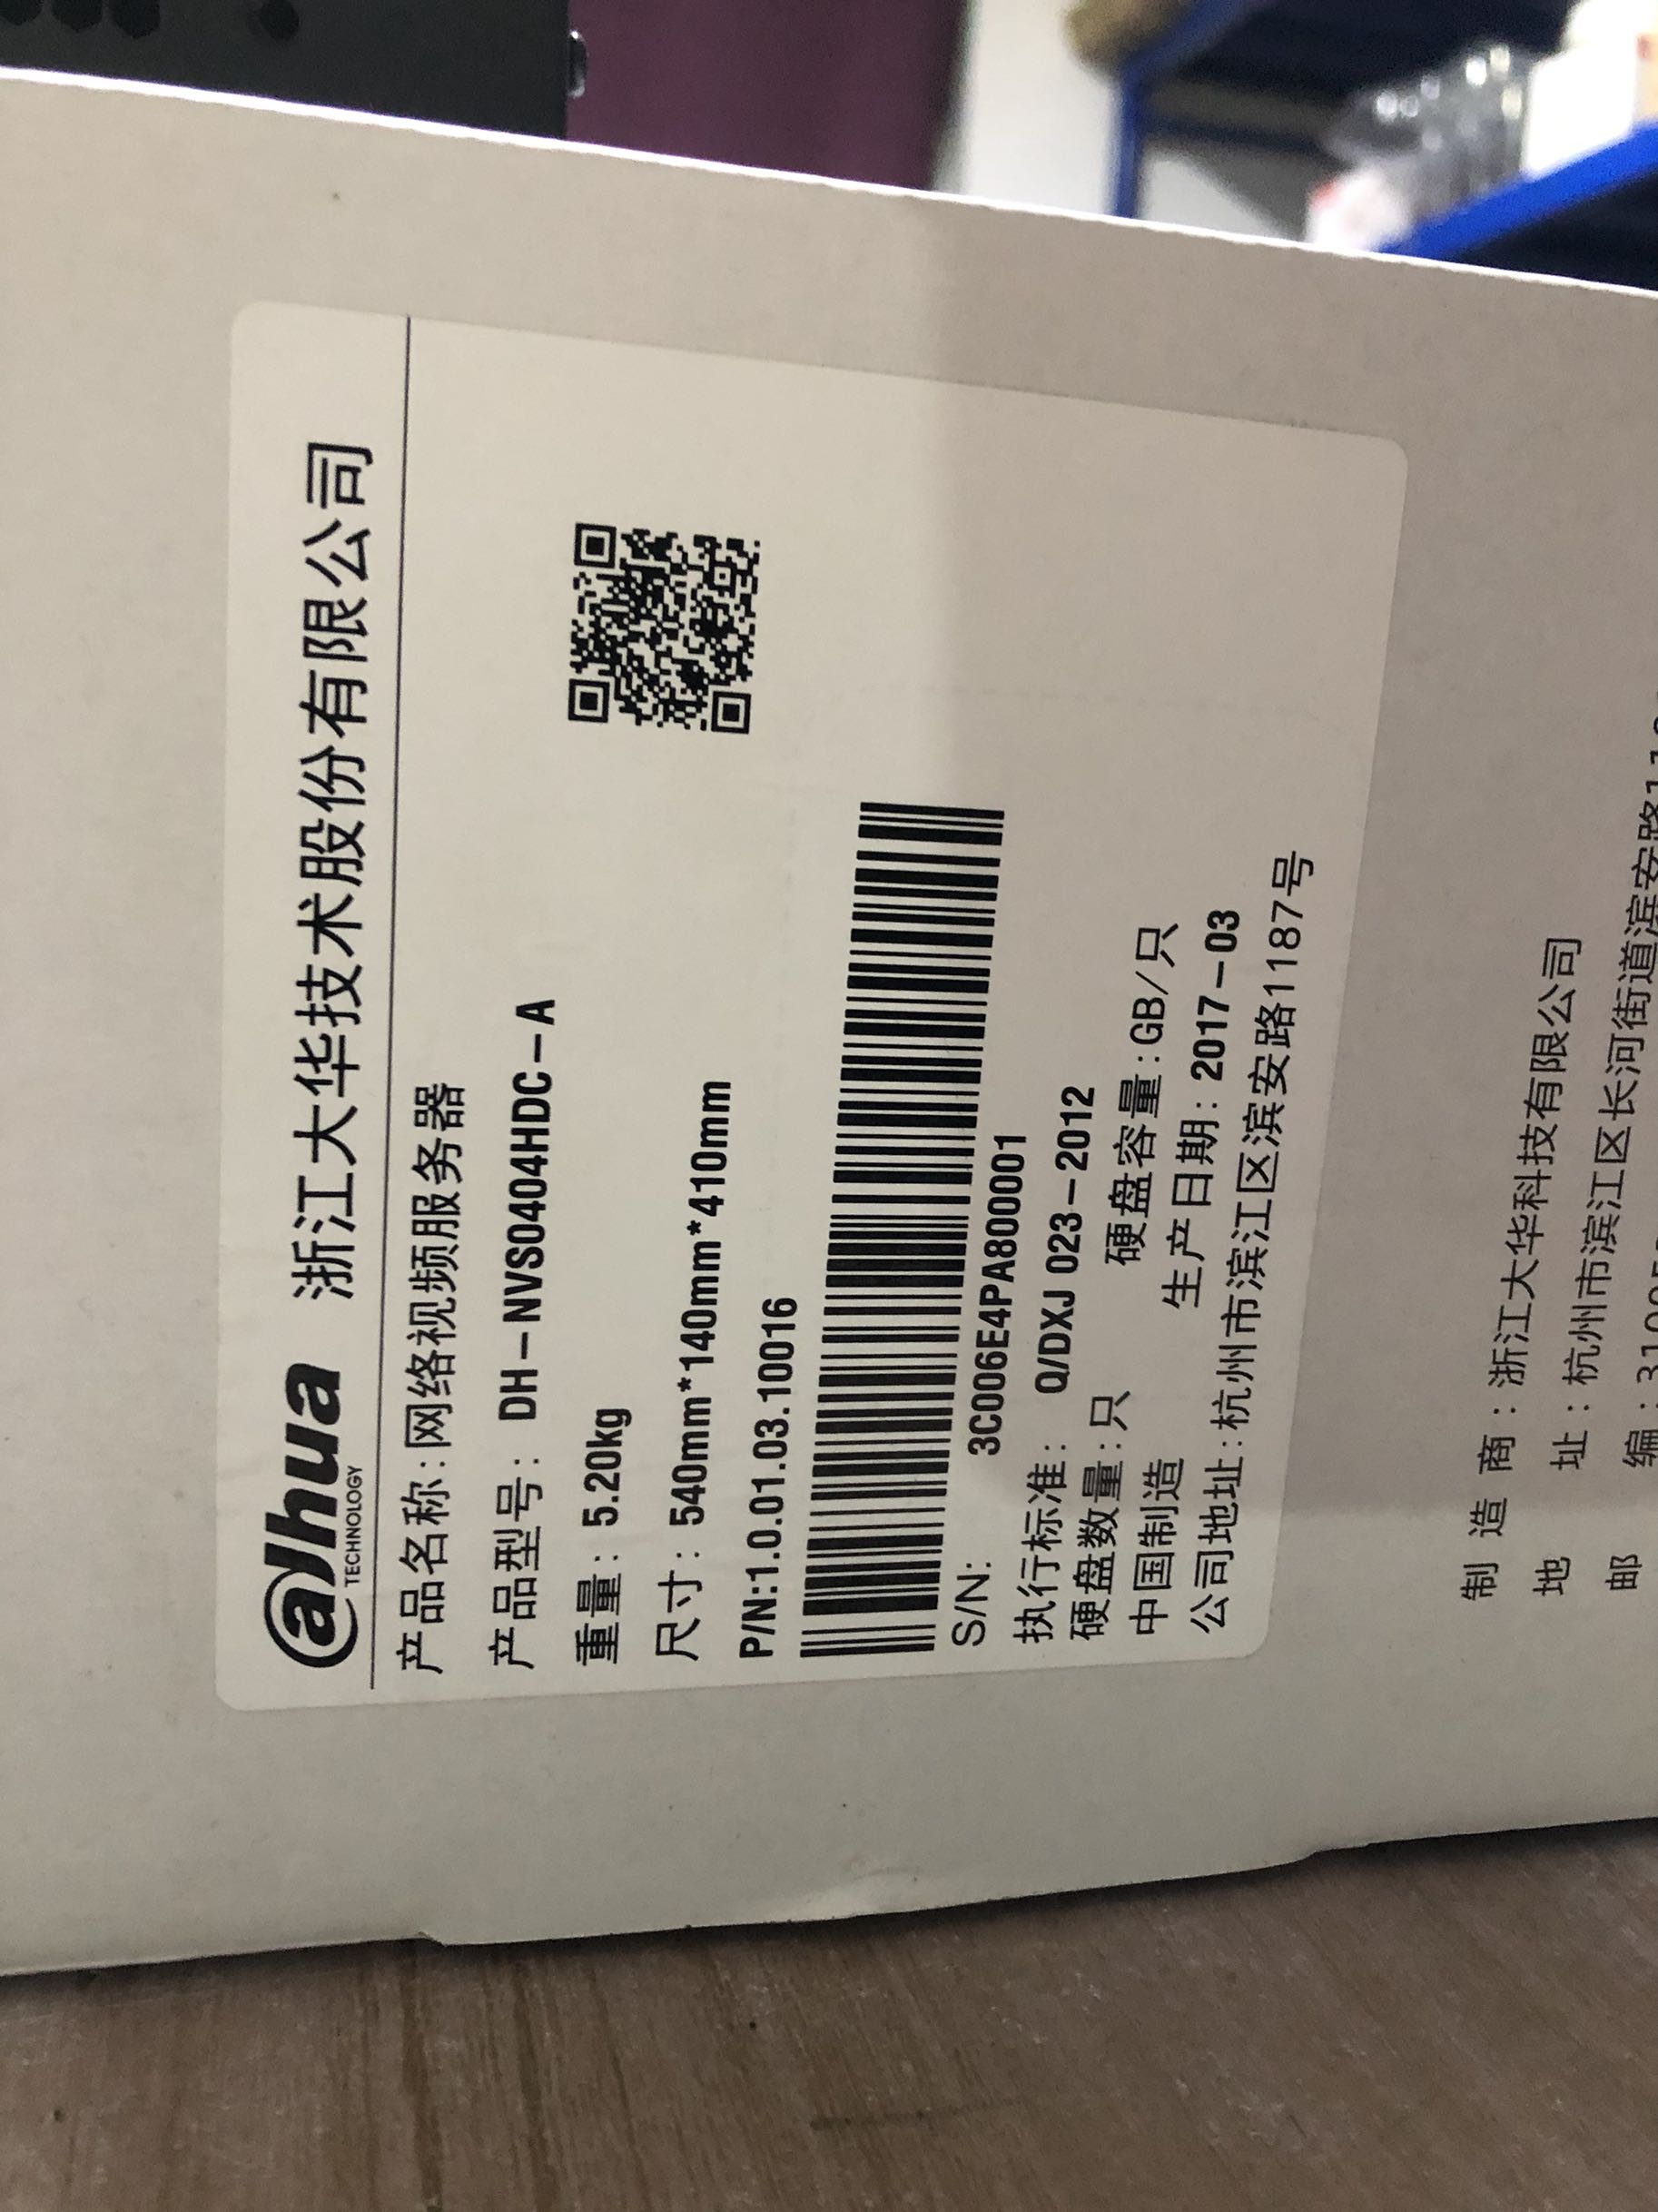 alhua TECHNOLOGY 浙江大华技术股份有限公司
产品名称:网络视频服务器
产品型号: DH-NVS0404HDC-A
重量: 5.20kg
尺寸: 540mm*140mm*410mm
P/N:1.0.01.03.10016
S/N: 3C006E4PA800001
执行标准: Q/DXJ 023-2012
硬盘数量:只 硬盘容量:GB/只
中国制造 生产日期: 2017-03
公司地址:杭州市滨江区滨安路1187号
制造商:浙江大华科技有限公司
地址:杭州市滨江区长河街道滨安路
邮编:3100